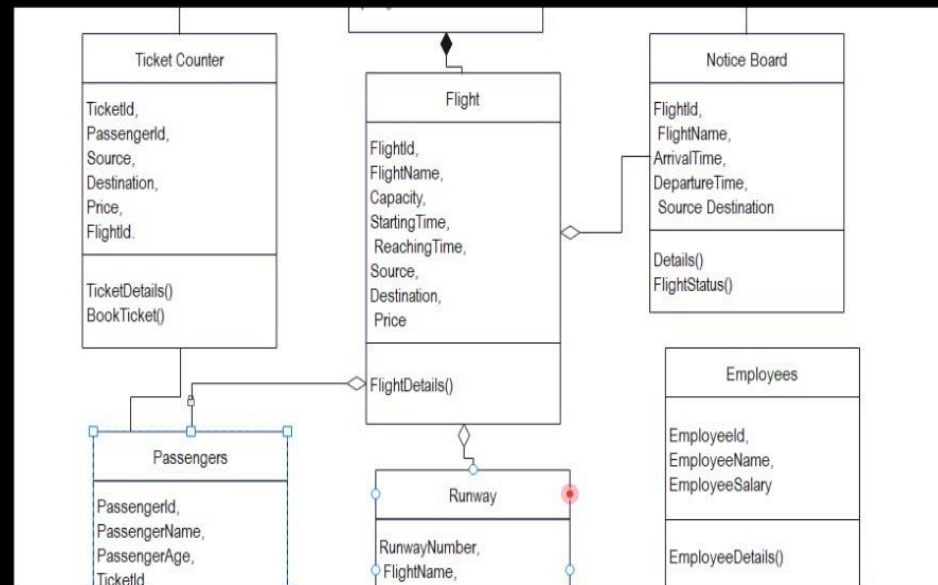 Ticket Counter
TicketId,
PassengerId,
Source,
Destination,
Price,
FlightId.
TicketDetails()
BookTicket()
Flight
FlightId,
FlightName,
Capacity,
StartingTime,
ReachingTime,
Source,
Destination,
Price
FlightDetails()
Notice Board
FlightId,
FlightName,
ArrivalTime,
DepartureTime,
Source Destination
Details()
FlightStatus()
Employees
EmployeeId,
EmployeeName,
EmployeeSalary
EmployeeDetails()
Passengers
PassengerId,
PassengerName,
PassengerAge,
TicketId
Runway
RunwayNumber,
FlightName,